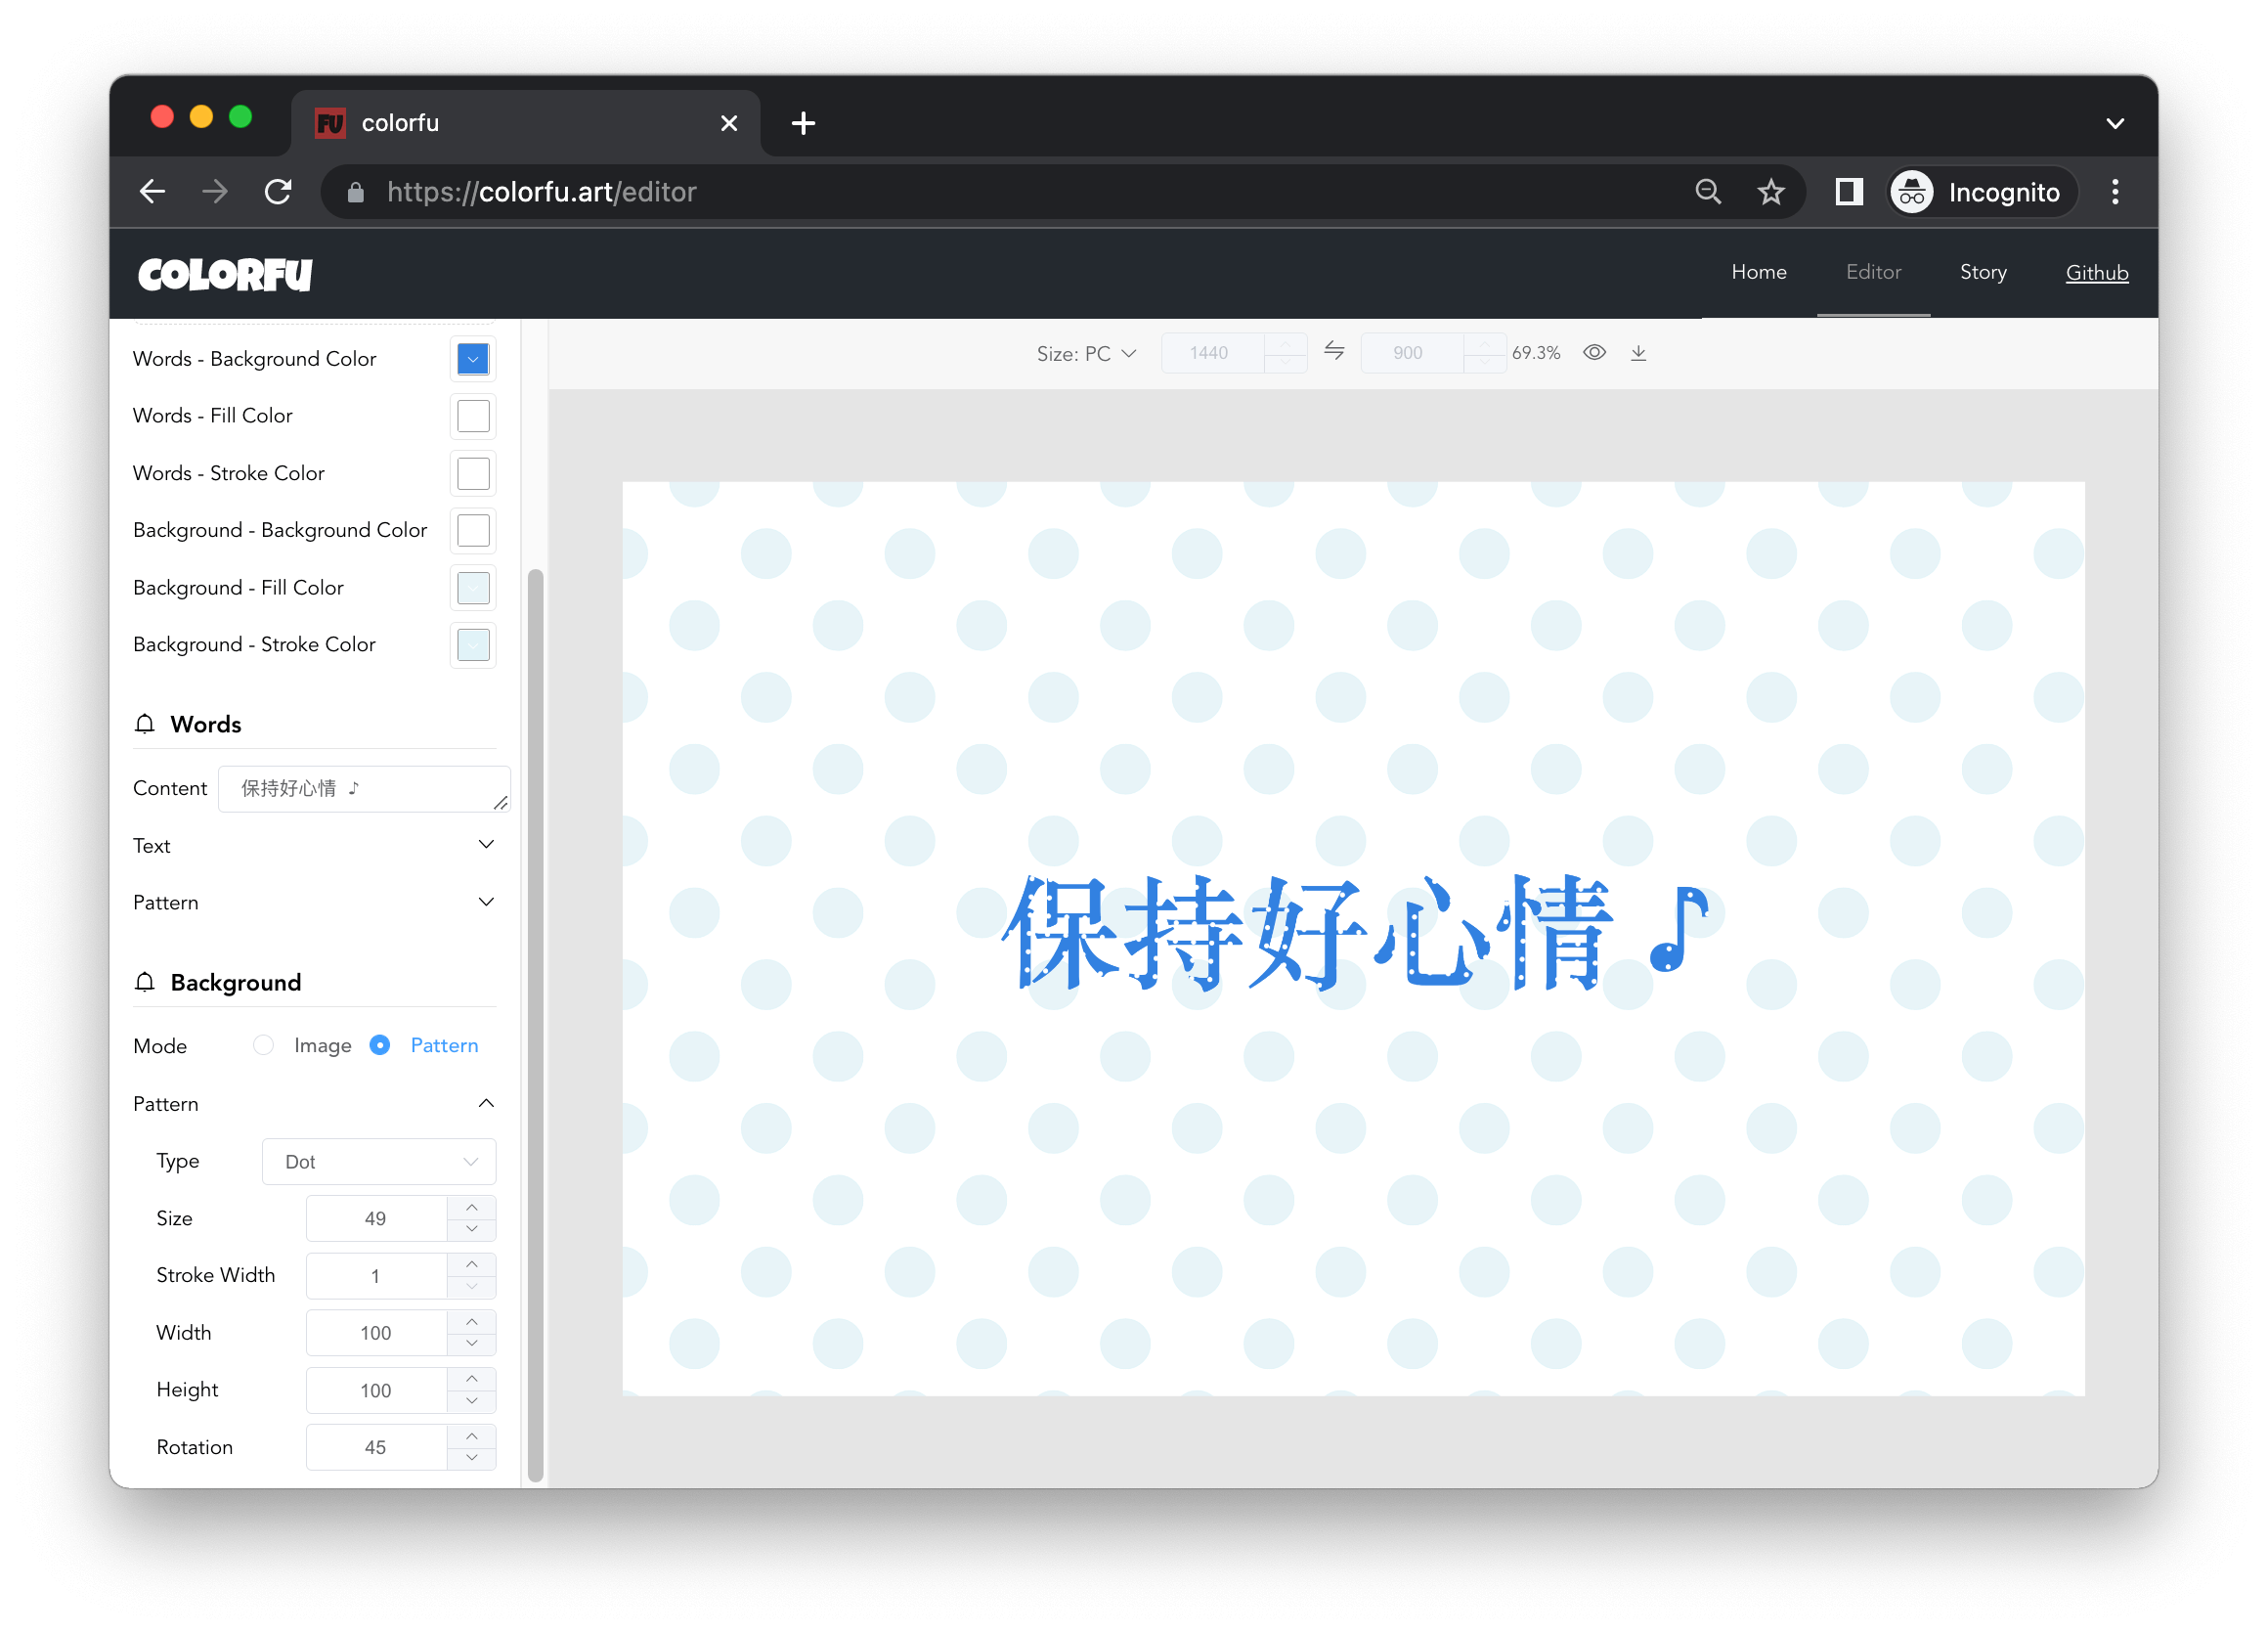 FU colorfu
https://colorfu.art/editor
Incognito
COLORFU
Home Editor Story Github
Size: PC 1440 900 69.3%
Words - Background Color
Words - Fill Color
Words - Stroke Color
Background - Background Color
Background - Fill Color
Background - Stroke Color
Words
Content 保持好心情 ♪
Text
Pattern
Background
Mode Image Pattern
Pattern
Type Dot
Size 49
Stroke Width 1
Width 100
Height 100
Rotation 45
保持好心情 ♪